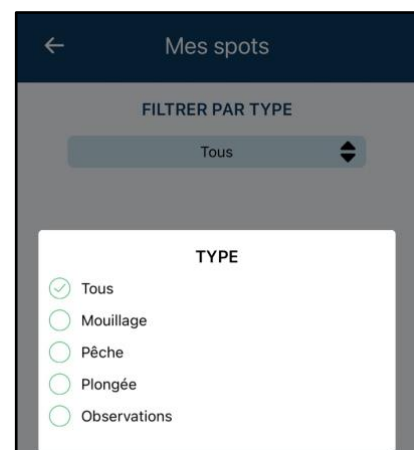 Mes spots
FILTRER PAR TYPE
Tous
TYPE
Tous
Mouillage
Pêche
Plongée
Observations